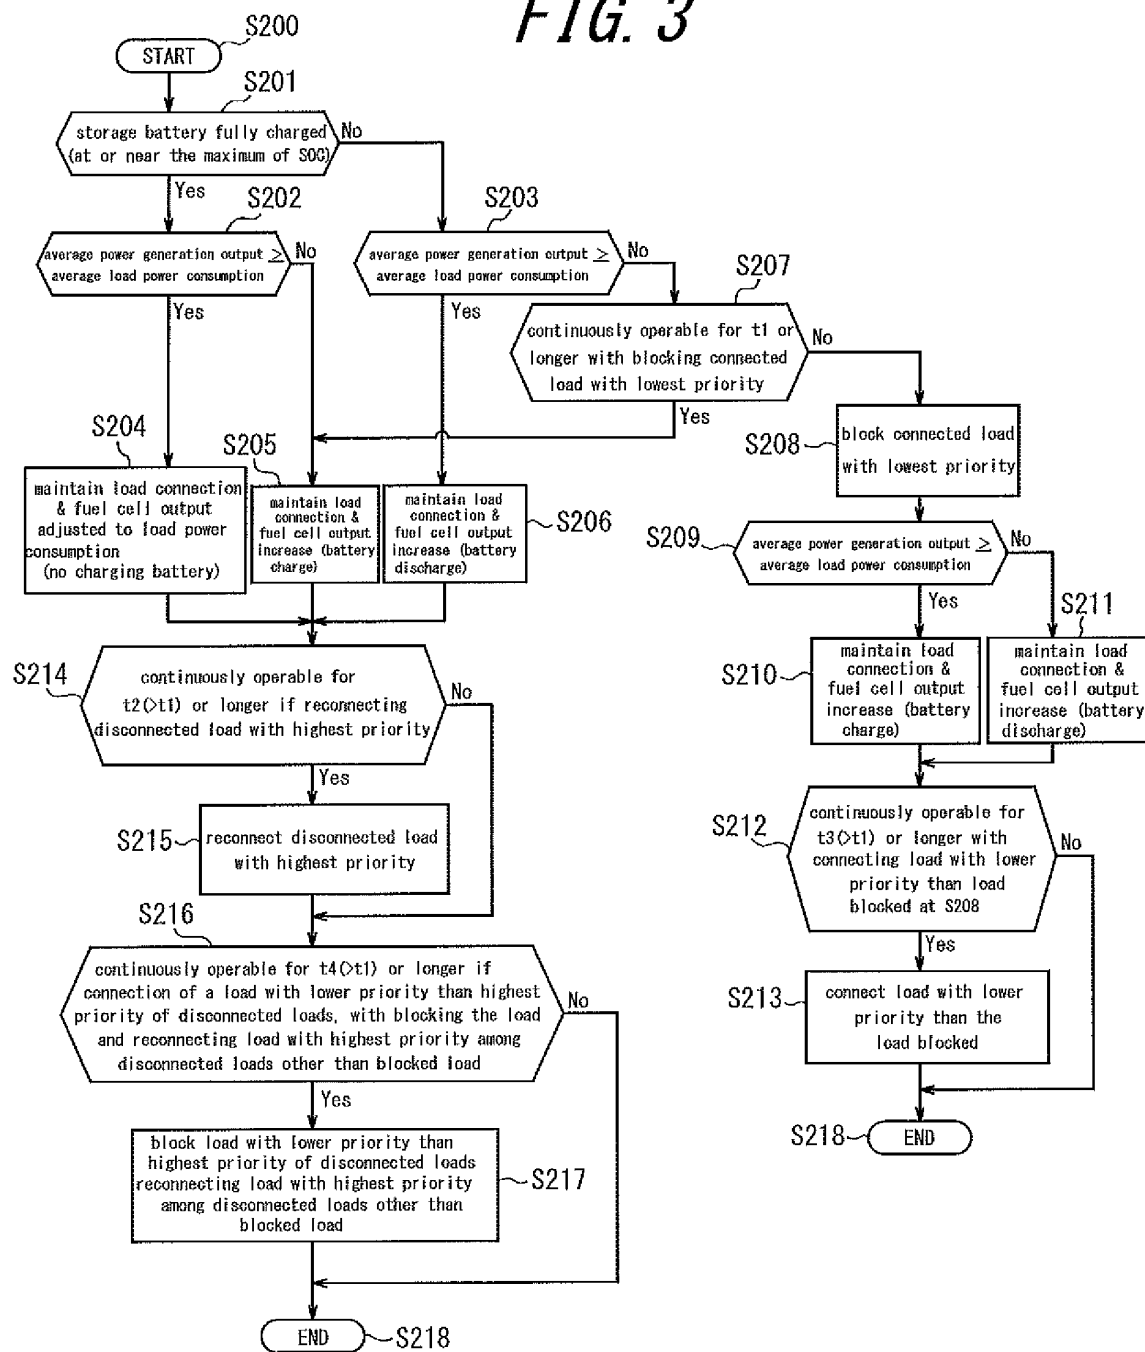 FIG. 3
S200
START
S201
storage battery fully charged
(at or near the maximum of SOC)
No
Yes
S202
average power generation output ≥
average load power consumption
No
Yes
S203
average power generation output ≥
average load power consumption
No
Yes
S207
continuously operable for t1 or
longer with blocking connected
load with lowest priority
No
Yes
S204
maintain load connection
& fuel cell output
adjusted to load power
consumption
(no charging battery)
S205
maintain load
connection &
fuel cell output
increase (battery
charge)
maintain load
connection &
fuel cell output
increase (battery
discharge)
S206
S208
block connected load
with lowest priority
S209
average power generation output ≥
average load power consumption
No
Yes
S210
maintain load
connection &
fuel cell output
increase (battery
charge)
S211
maintain load
connection &
fuel cell output
increase (battery
discharge)
S214
continuously operable for
t2(>t1) or longer if reconnecting
disconnected load with highest priority
No
Yes
S215
reconnect disconnected load
with highest priority
S212
continuously operable for
t3(>t1) or longer with
connecting load with lower
priority than load
blocked at S208
No
Yes
S213
connect load with lower
priority than the
load blocked
S218
END
S216
continuously operable for t4(>t1) or longer if
connection of a load with lower priority than highest
priority of disconnected loads, with blocking the load
and reconnecting load with highest priority among
disconnected loads other than blocked load
No
Yes
block load with lower priority than
highest priority of disconnected loads
reconnecting load with highest priority
among disconnected loads other than
blocked load
S217
END
S218